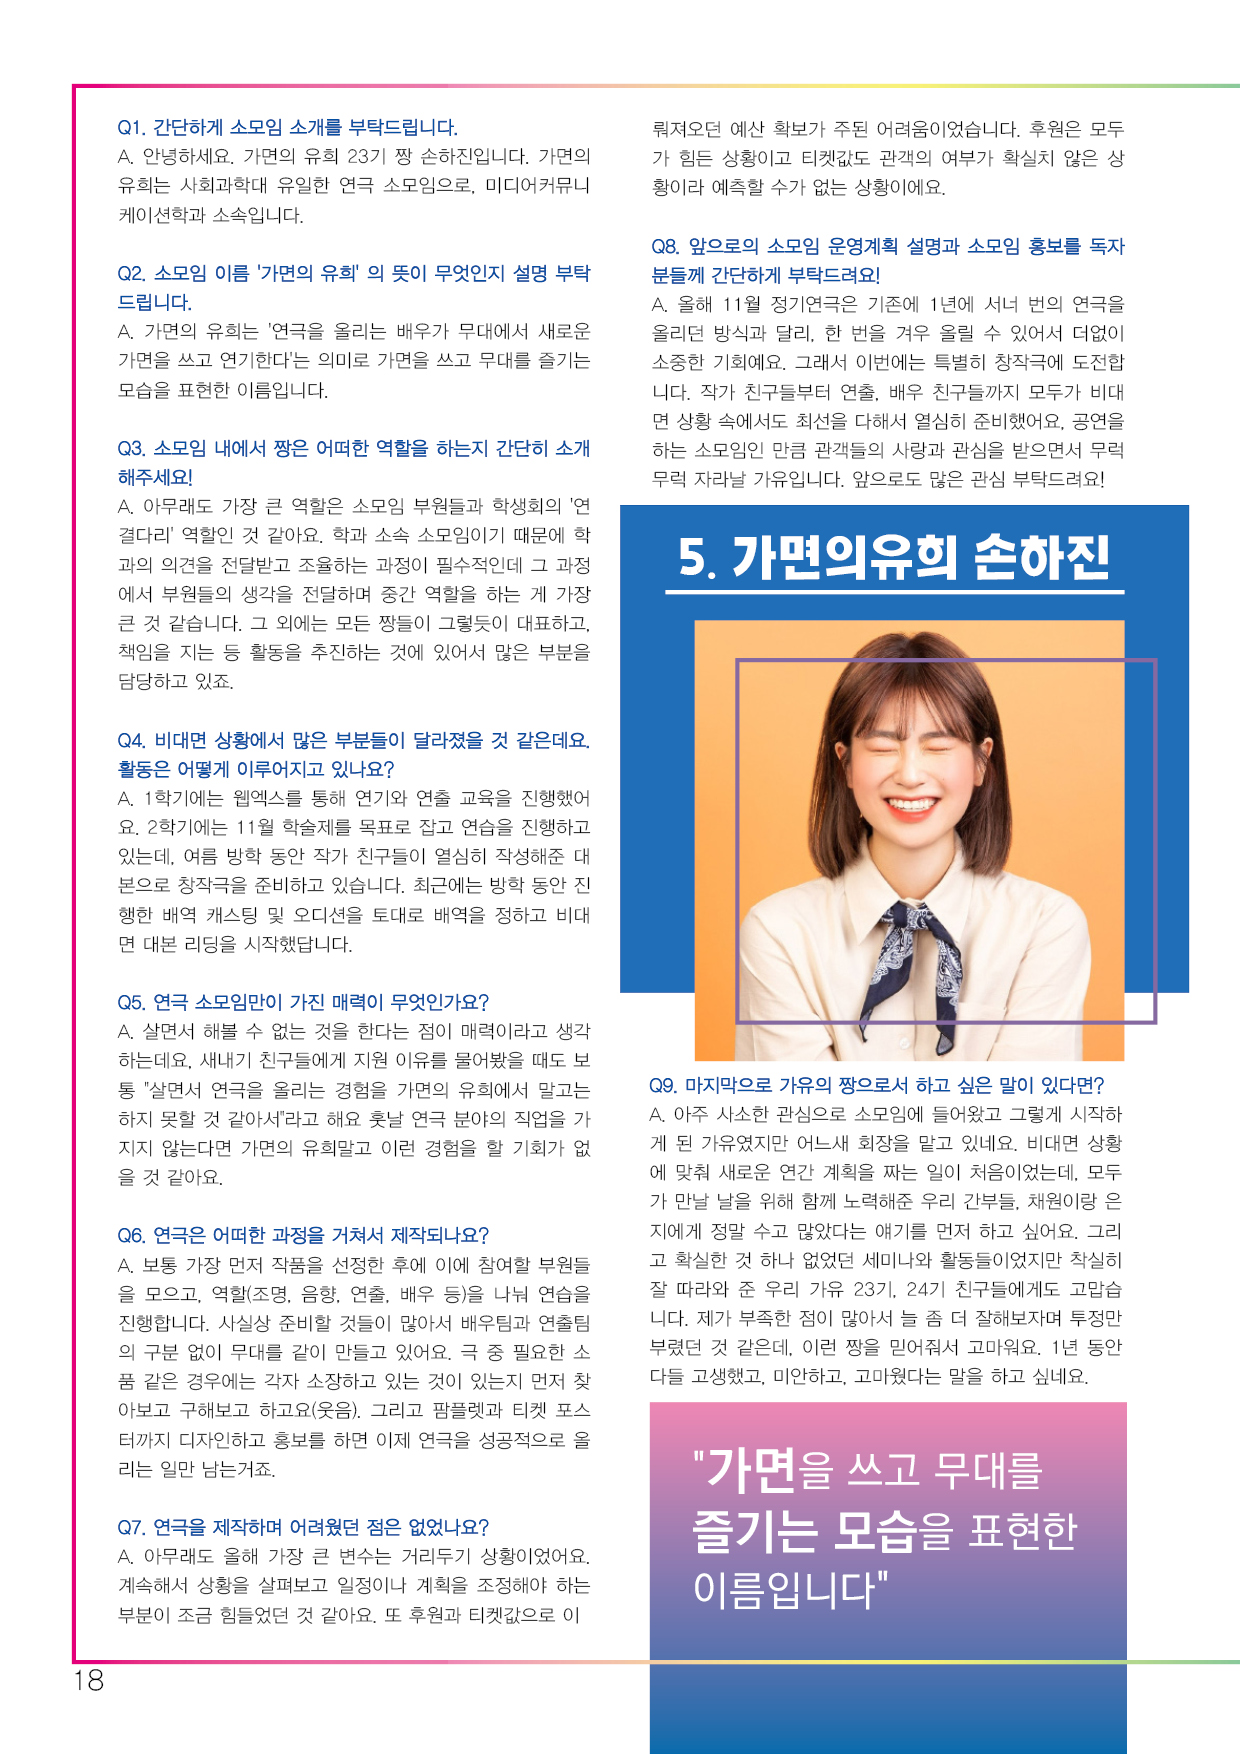 Q1. 간단하게 소모임 소개를 부탁드립니다.
A. 안녕하세요. 가면의 유희 23기 짱 손하진입니다. 가면의
유희는 사회과학대 유일한 연극 소모임으로, 미디어커뮤니
케이션학과 소속입니다.
Q2. 소모임 이름 '가면의 유희' 의 뜻이 무엇인지 설명 부탁
드립니다.
A. 가면의 유희는 '연극을 올리는 배우가 무대에서 새로운
가면을 쓰고 연기한다'는 의미로 가면을 쓰고 무대를 즐기는
모습을 표현한 이름입니다.
Q3. 소모임 내에서 짱은 어떠한 역할을 하는지 간단히 소개
해주세요!
A. 아무래도 가장 큰 역할은 소모임 부원들과 학생회의 '연
결다리' 역할인 것 같아요. 학과 소속 소모임이기 때문에 학
과의 의견을 전달받고 조율하는 과정이 필수적인데 그 과정
에서 부원들의 생각을 전달하며 중간 역할을 하는 게 가장
큰 것 같습니다. 그 외에는 모든 짱들이 그렇듯이 대표하고,
책임을 지는 등 활동을 추진하는 것에 있어서 많은 부분을
담당하고 있죠.
Q4. 비대면 상황에서 많은 부분들이 달라졌을 것 같은데요.
활동은 어떻게 이루어지고 있나요?
A. 1학기에는 웹엑스를 통해 연기와 연출 교육을 진행했어
요. 2학기에는 11월 학술제를 목표로 잡고 연습을 진행하고
있는데, 여름 방학 동안 작가 친구들이 열심히 작성해준 대
본으로 창작극을 준비하고 있습니다. 최근에는 방학 동안 진
행한 배역 캐스팅 및 오디션을 토대로 배역을 정하고 비대
면 대본 리딩을 시작했답니다.
Q5. 연극 소모임만이 가진 매력이 무엇인가요?
A. 살면서 해볼 수 없는 것을 한다는 점이 매력이라고 생각
하는데요, 새내기 친구들에게 지원 이유를 물어봤을 때도 보
통 "살면서 연극을 올리는 경험을 가면의 유희에서 말고는
하지 못할 것 같아서"라고 해요 훗날 연극 분야의 직업을 가
지지 않는다면 가면의 유희말고 이런 경험을 할 기회가 없
을 것 같아요.
Q6. 연극은 어떠한 과정을 거쳐서 제작되나요?
A. 보통 가장 먼저 작품을 선정한 후에 이에 참여할 부원들
을 모으고, 역할(조명, 음향, 연출, 배우 등)을 나눠 연습을
진행합니다. 사실상 준비할 것들이 많아서 배우팀과 연출팀
의 구분 없이 무대를 같이 만들고 있어요. 극 중 필요한 소
품 같은 경우에는 각자 소장하고 있는 것이 있는지 먼저 찾
아보고 구해보고 하고요(웃음). 그리고 팜플렛과 티켓 포스
터까지 디자인하고 홍보를 하면 이제 연극을 성공적으로 올
리는 일만 남는거죠.
Q7. 연극을 제작하며 어려웠던 점은 없었나요?
A. 아무래도 올해 가장 큰 변수는 거리두기 상황이었어요.
계속해서 상황을 살펴보고 일정이나 계획을 조정해야 하는
부분이 조금 힘들었던 것 같아요. 또 후원과 티켓값으로 이
뤄져오던 예산 확보가 주된 어려움이었습니다. 후원은 모두
가 힘든 상황이고 티켓값도 관객의 여부가 확실치 않은 상
황이라 예측할 수가 없는 상황이에요.
Q8. 앞으로의 소모임 운영계획 설명과 소모임 홍보를 독자
분들께 간단하게 부탁드려요!
A. 올해 11월 정기연극은 기존에 1년에 서너 번의 연극을
올리던 방식과 달리, 한 번을 겨우 올릴 수 있어서 더없이
소중한 기회예요. 그래서 이번에는 특별히 창작극에 도전합
니다. 작가 친구들부터 연출, 배우 친구들까지 모두가 비대
면 상황 속에서도 최선을 다해서 열심히 준비했어요, 공연을
하는 소모임인 만큼 관객들의 사랑과 관심을 받으면서 무럭
무럭 자라날 가유입니다. 앞으로도 많은 관심 부탁드려요!
5. 가면의유희 손하진
Q9. 마지막으로 가유의 짱으로서 하고 싶은 말이 있다면?
A. 아주 사소한 관심으로 소모임에 들어왔고 그렇게 시작하
게 된 가유였지만 어느새 회장을 맡고 있네요. 비대면 상황
에 맞춰 새로운 연간 계획을 짜는 일이 처음이었는데, 모두
가 만날 날을 위해 함께 노력해준 우리 간부들, 채원이랑 은
지에게 정말 수고 많았다는 얘기를 먼저 하고 싶어요. 그리
고 확실한 것 하나 없었던 세미나와 활동들이었지만 착실히
잘 따라와 준 우리 가유 23기, 24기 친구들에게도 고맙습
니다. 제가 부족한 점이 많아서 늘 좀 더 잘해보자며 투정만
부렸던 것 같은데, 이런 짱을 믿어줘서 고마워요. 1년 동안
다들 고생했고, 미안하고, 고마웠다는 말을 하고 싶네요.
"가면을 쓰고 무대를
즐기는 모습을 표현한
이름입니다"
18